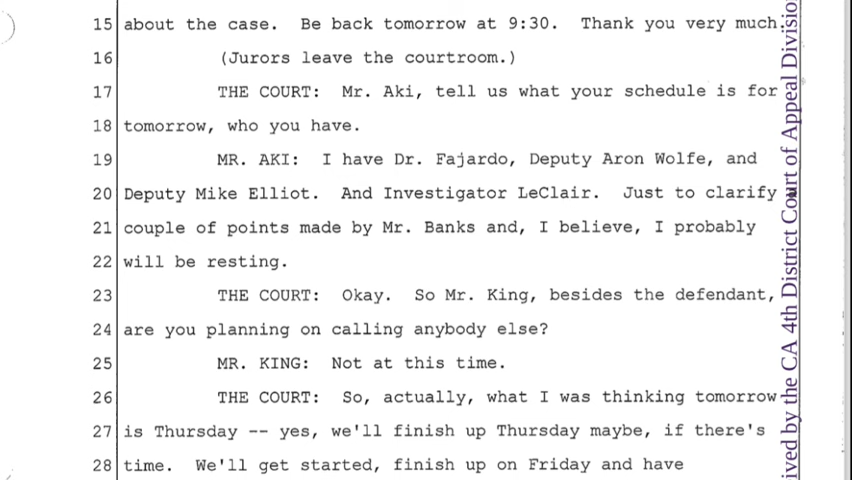 15 about the case.  Be back tomorrow at 9:30.  Thank you very much.
16 (Jurors leave the courtroom.)
17 THE COURT:  Mr. Aki, tell us what your schedule is for
18 tomorrow, who you have.
19 MR. AKI:  I have Dr. Fajardo, Deputy Aron Wolfe, and
20 Deputy Mike Elliot.  And Investigator LeClair.  Just to clarify a
21 couple of points made by Mr. Banks and, I believe, I probably
22 will be resting.
23 THE COURT:  Okay.  So Mr. King, besides the defendant,
24 are you planning on calling anybody else?
25 MR. KING:  Not at this time.
26 THE COURT:  So, actually, what I was thinking tomorrow
27 is Thursday -- yes, we'll finish up Thursday maybe, if there's
28 time.  We'll get started, finish up on Friday and have
by the CA 4th District Court of Appeal